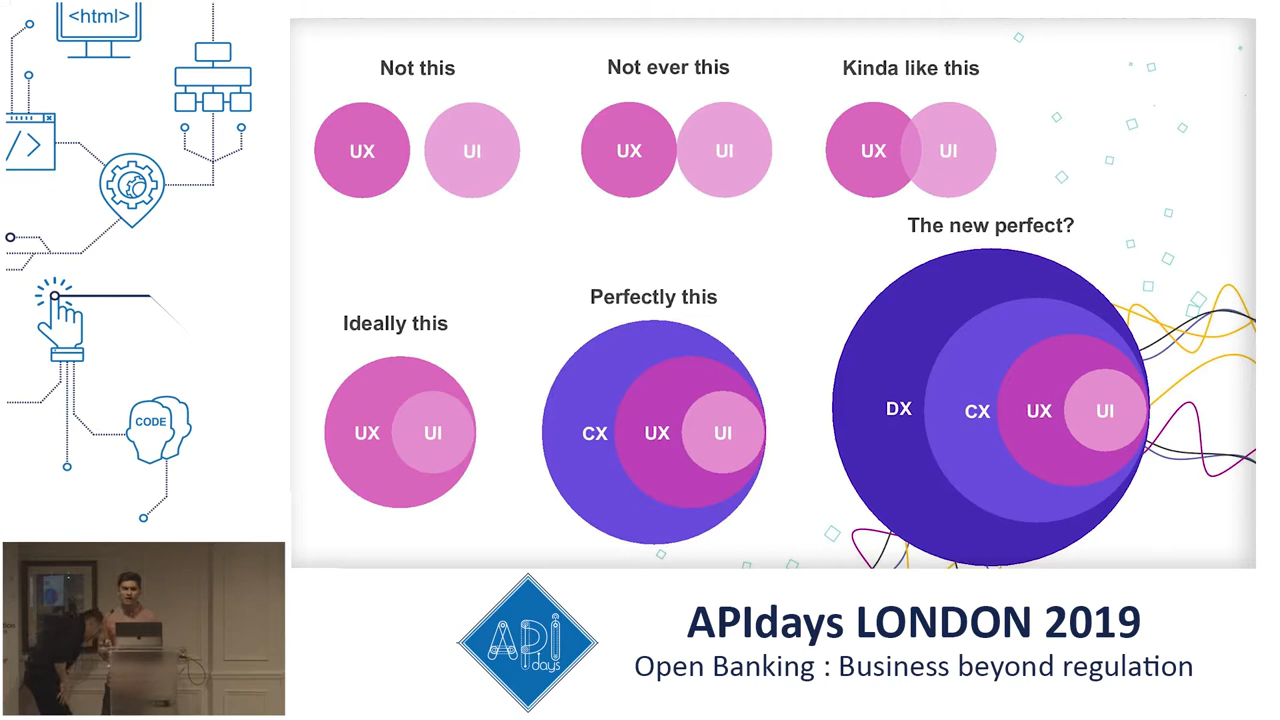 <html>
</>
CODE
Not this
UX
UI
Not ever this
UX
UI
Kinda like this
UX
UI
Ideally this
UX
UI
Perfectly this
CX
UX
UI
The new perfect?
DX
CX
UX
UI
API
days
APIdays LONDON 2019
Open Banking : Business beyond regulation